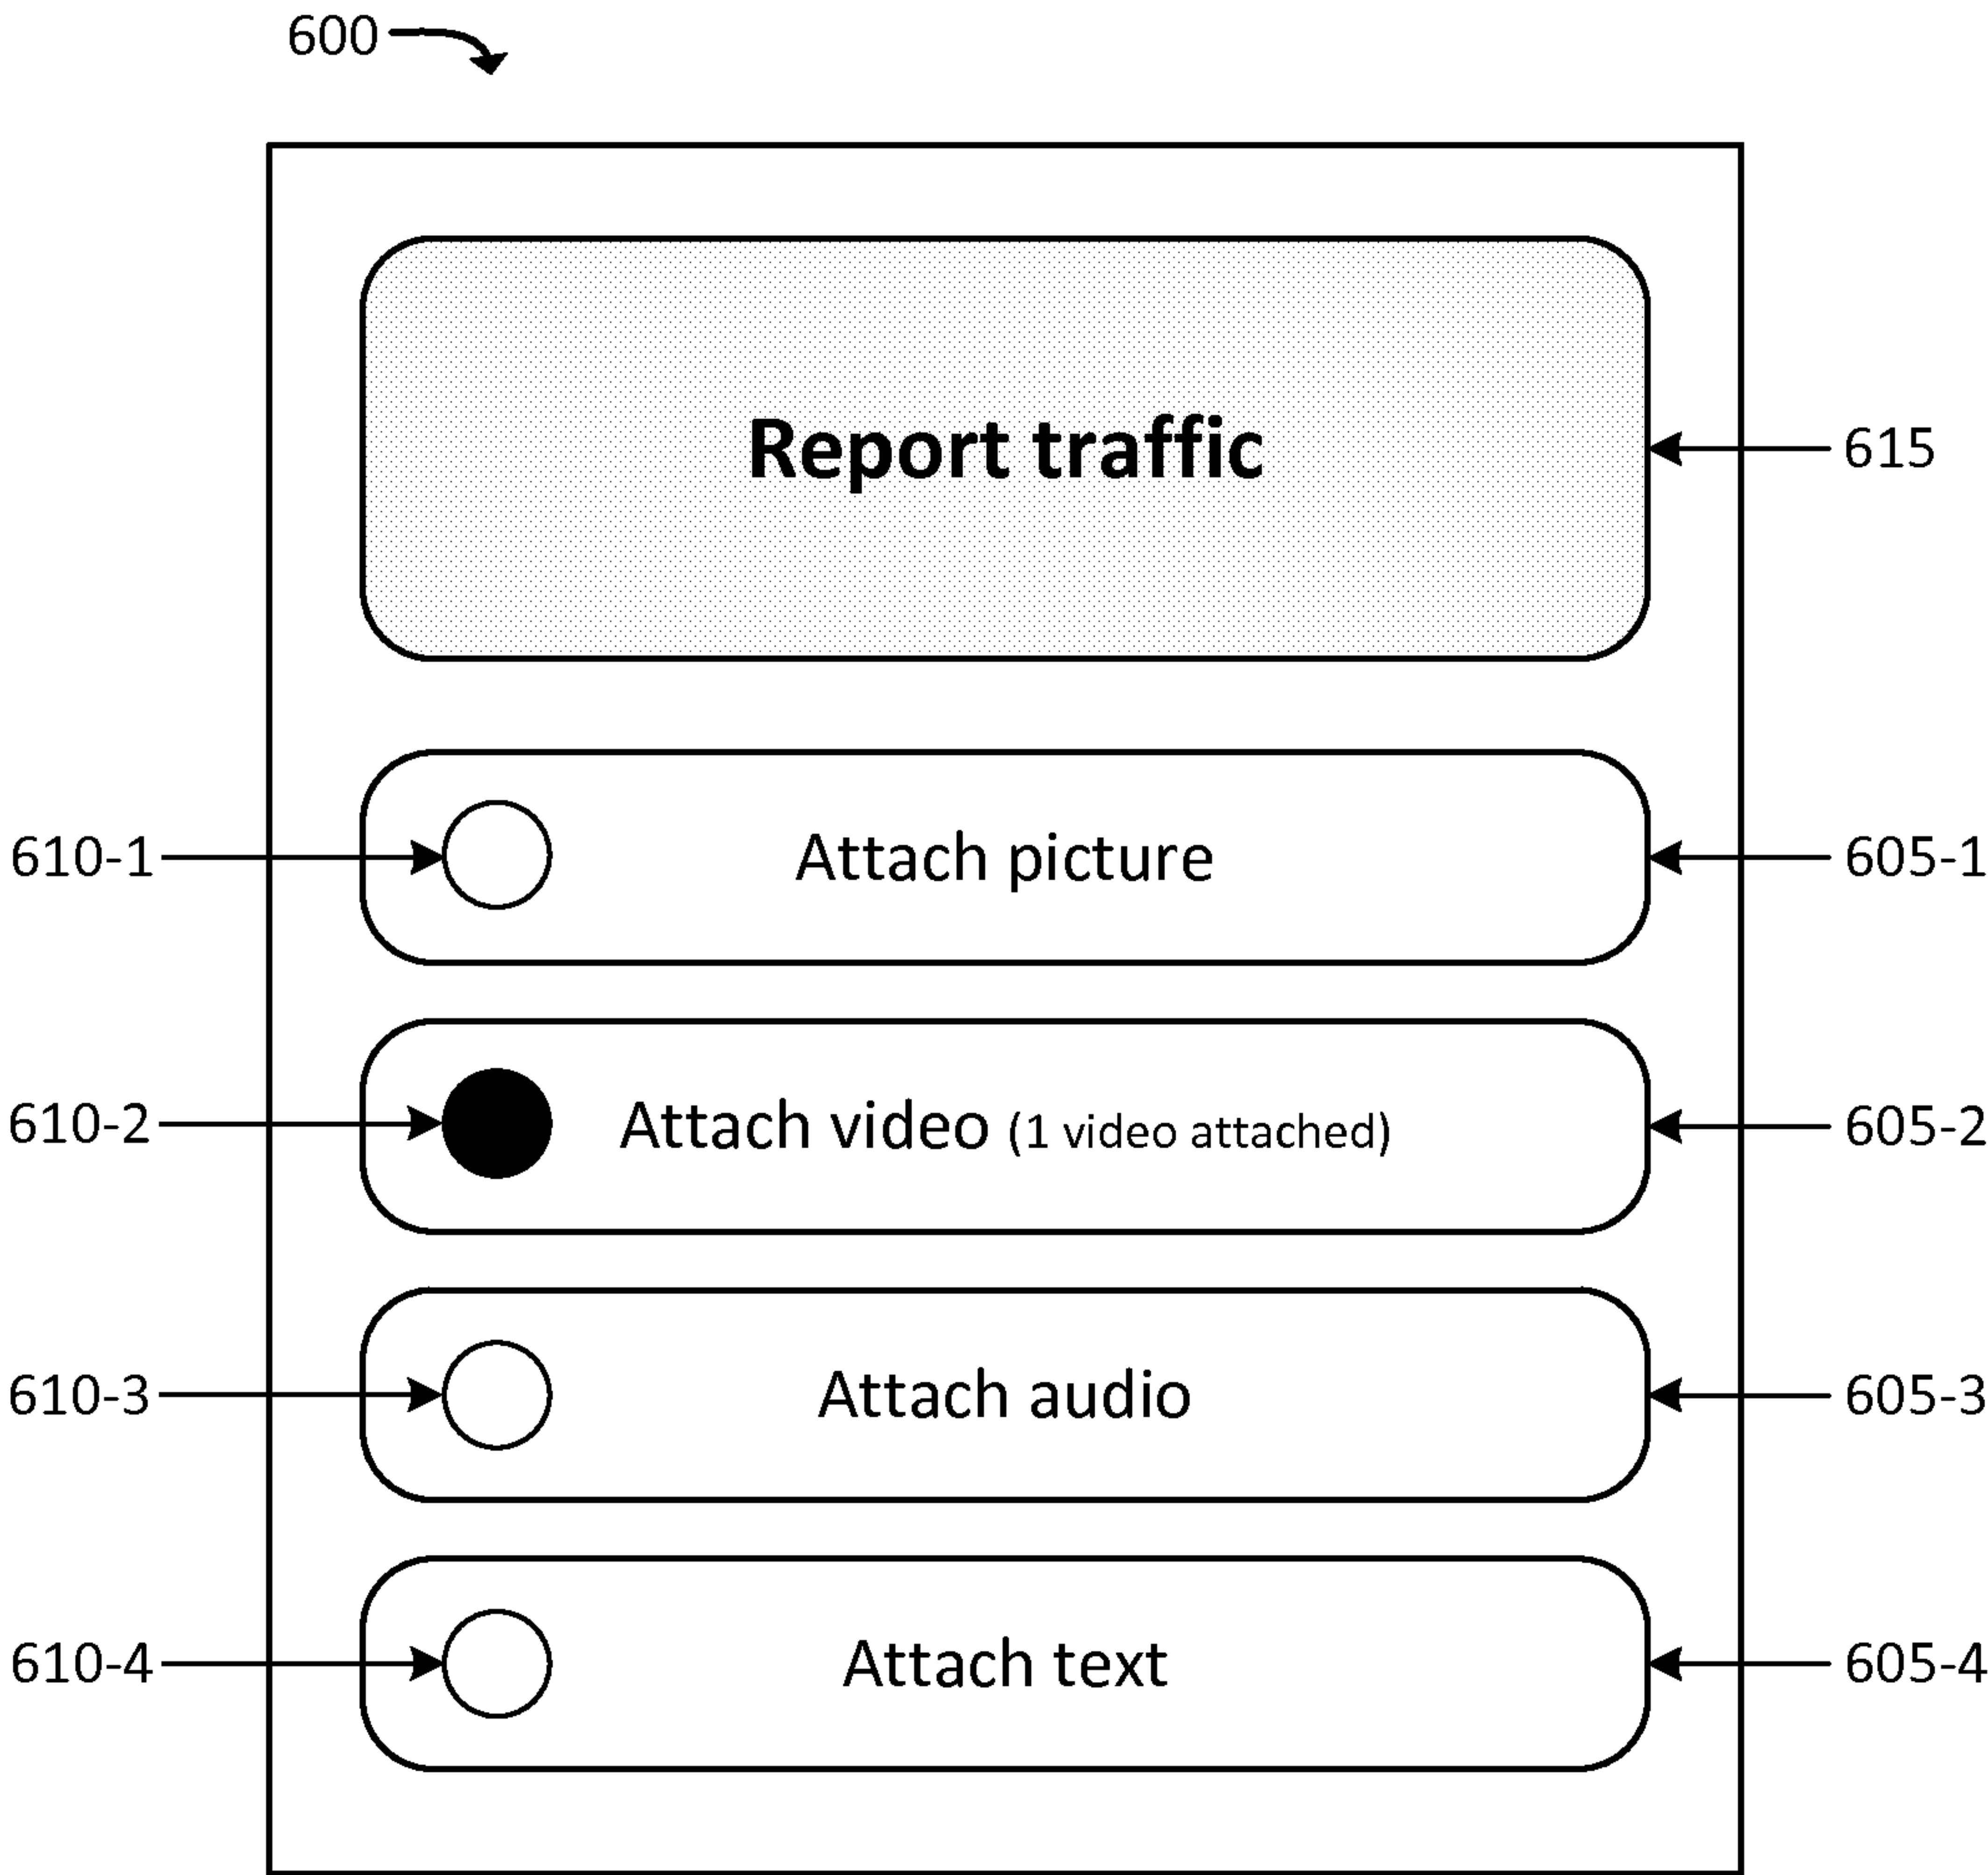 600
Report traffic
615
610-1
Attach picture
605-1
610-2
Attach video (1 video attached)
605-2
610-3
Attach audio
605-3
610-4
Attach text
605-4